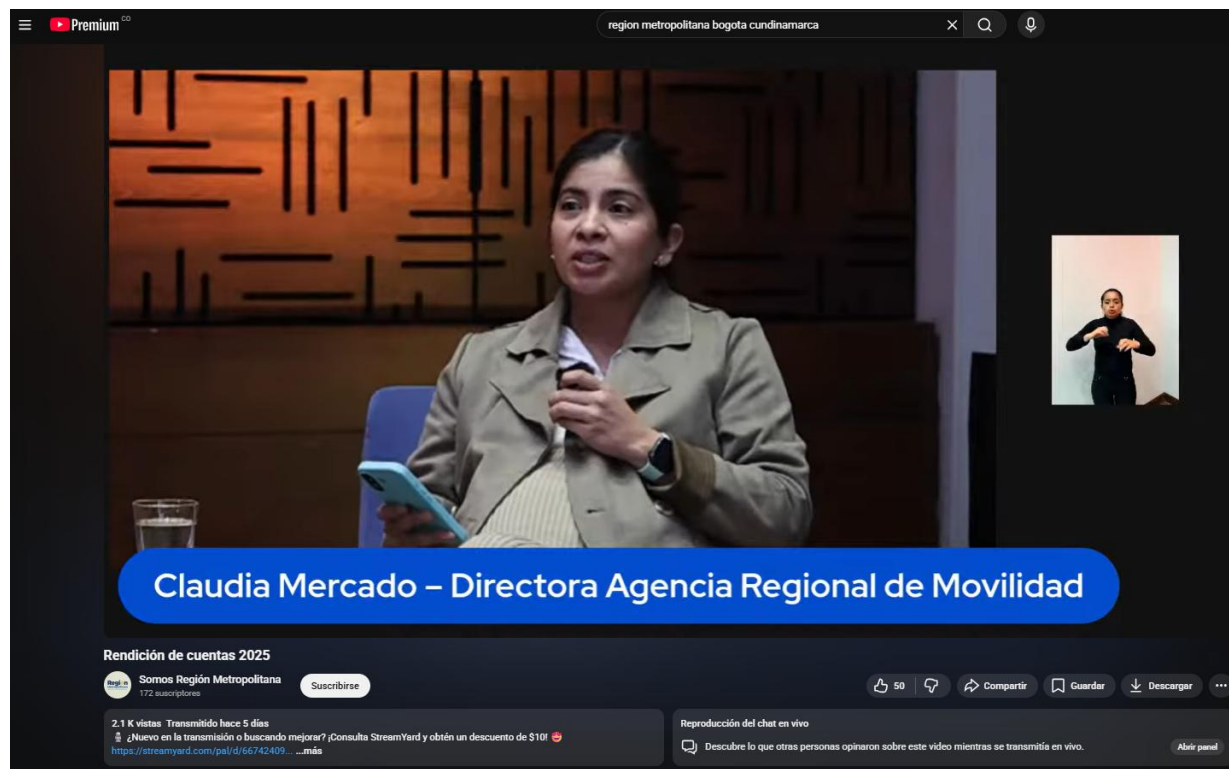 Premium CO
region metropolitana bogota cundinamarca
Claudia Mercado – Directora Agencia Regional de Movilidad
Rendición de cuentas 2025
Región
Somos Región Metropolitana
172 suscriptores
Suscribirse
50
Compartir
Guardar
Descargar
2.1 K vistas Transmitido hace 5 días
¿Nuevo en la transmisión o buscando mejorar? ¡Consulta StreamYard y obtén un descuento de $10!
https://streamyard.com/pal/d/66742409... ...más
Reproducción del chat en vivo
Descubre lo que otras personas opinaron sobre este video mientras se transmitía en vivo.
Abrir panel